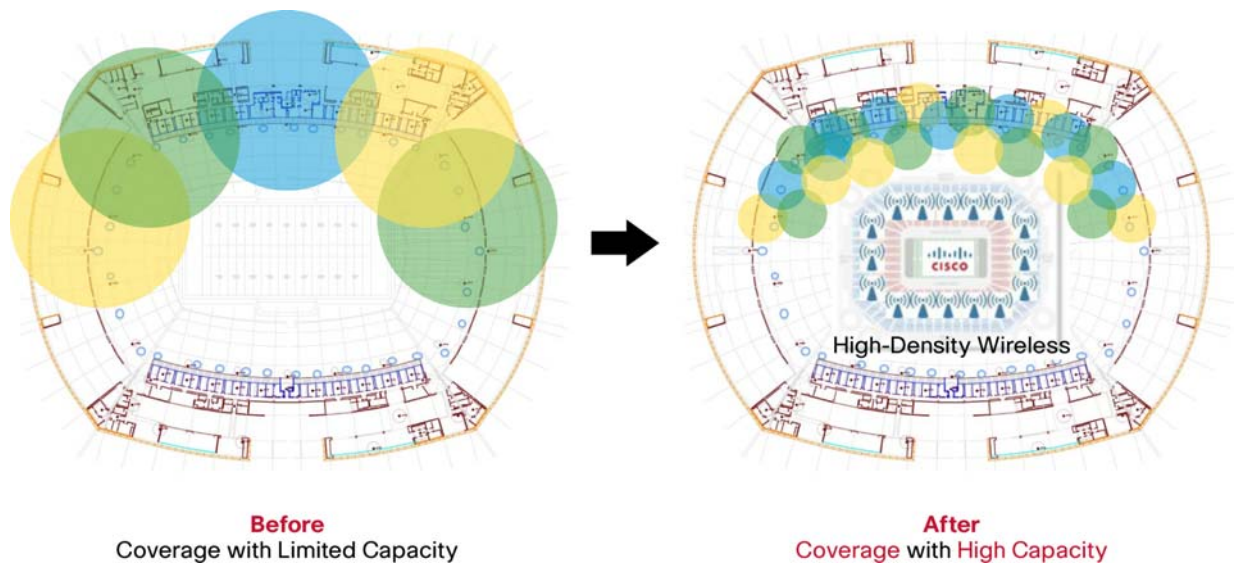 CISCO
High-Density Wireless
Before
Coverage with Limited Capacity
After
Coverage with High Capacity